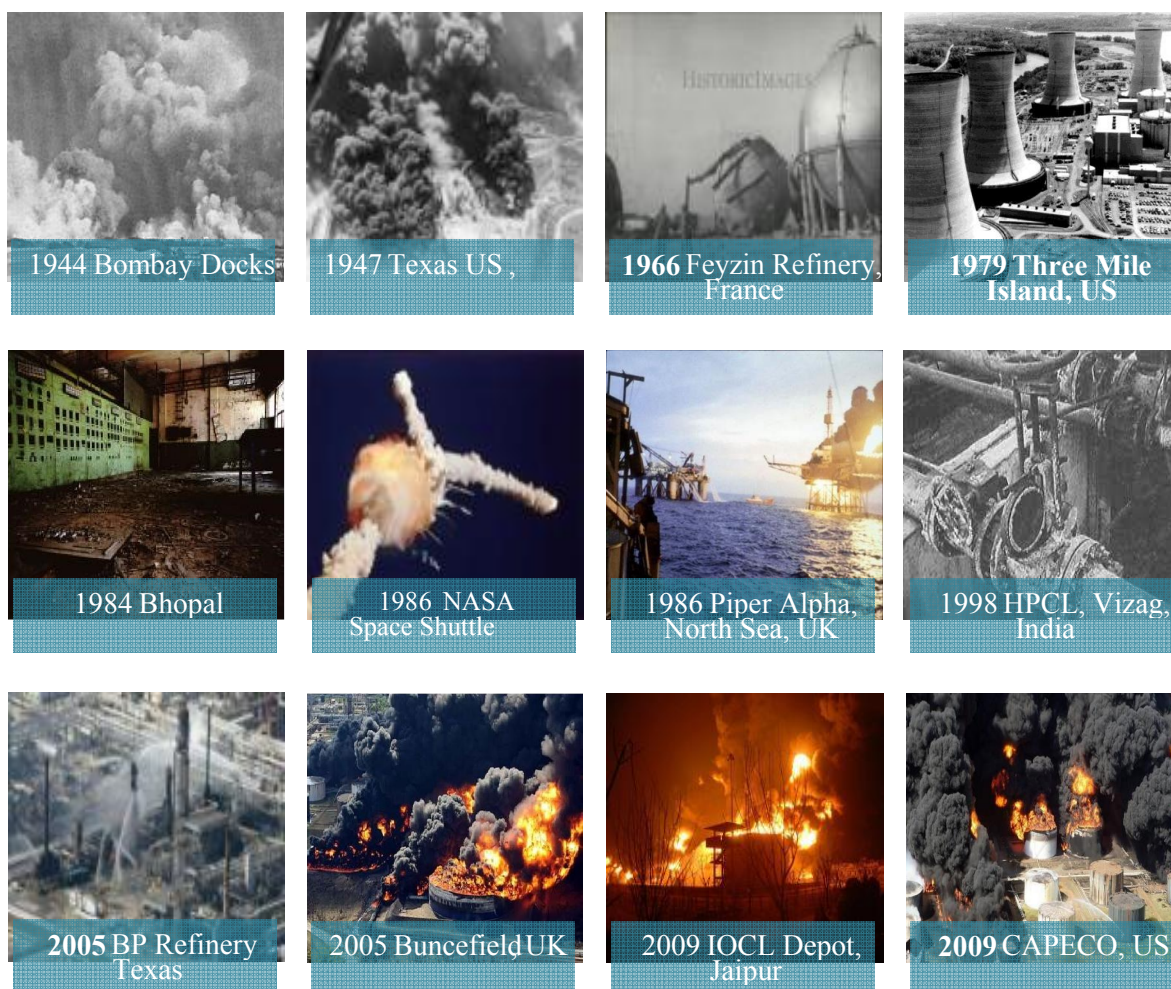 HISTORICIMAGES
1944 Bombay Docks
1947 Texas US ,
1966 Feyzin Refinery,
France
1979 Three Mile
Island, US
1984 Bhopal
1986 NASA
Space Shuttle
1986 Piper Alpha,
North Sea, UK
1998 HPCL, Vizag,
India
2005 BP Refinery
Texas
2005 Buncefield, UK
2009 IOCL Depot,
Jaipur
2009 CAPECO, US